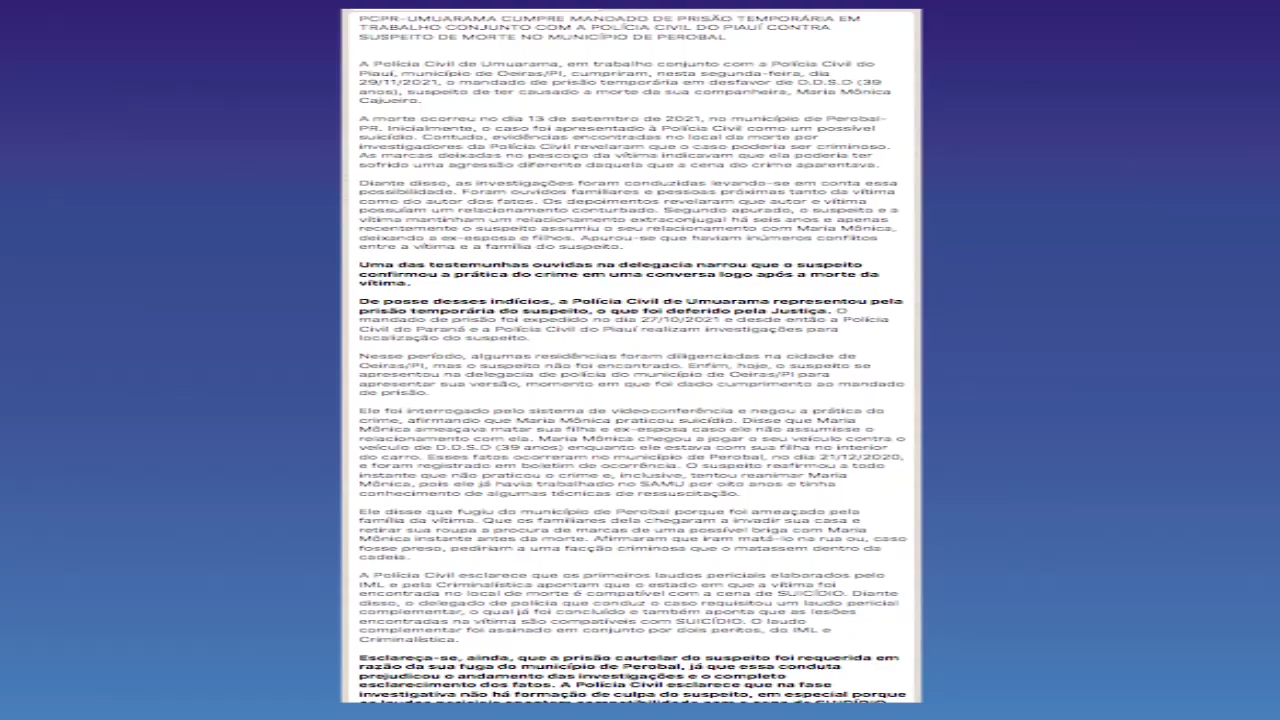 PCPR-UMUARAMA CUMPRE MANDADO DE PRISÃO TEMPORÁRIA EM
TRABALHO CONJUNTO COM A POLÍCIA CIVIL DO PIAUÍ CONTRA
SUSPEITO DE MORTE NO MUNICÍPIO DE PEROBAL
A Polícia Civil de Umuarama, em trabalho conjunto com a Polícia Civil do
Piauí, município de Oeiras/PI, cumpriram, nesta segunda-feira, dia
29/11/2021, o mandado de prisão temporária em desfavor de D.D.S.D (39
anos), suspeito de ter causado a morte da sua companheira, Maria Mônica
Cajueiro.
A morte ocorreu no dia 13 de setembro de 2021, no município de Perobal-
PR. Inicialmente, o caso foi apresentado à Polícia Civil como um possível
suicídio. Contudo, evidências encontradas no local da morte por
investigadores da Polícia Civil revelaram que o caso poderia ser criminoso.
As marcas deixadas no pescoço da vítima indicavam que ela poderia ter
sofrido uma agressão diferente daquela que a cena do crime aparentava.
Diante disso, as investigações foram conduzidas levando-se em conta essa
possibilidade. Foram ouvidos familiares e pessoas próximas tanto da vítima
como do autor dos fatos. Os depoimentos revelaram que autor e vítima
possuíam um relacionamento conturbado. Segundo apurado, o suspeito e a
vítima mantinham um relacionamento extraconjugal há seis anos e apenas
recentemente o suspeito assumiu o seu relacionamento com Maria Mônica,
deixando a ex-esposa e filhos. Apurou-se que haviam inúmeros conflitos
entre a vítima e a família do suspeito.
Uma das testemunhas ouvidas na delegacia narrou que o suspeito
confirmou a prática do crime em uma conversa logo após a morte da
vítima.
De posse desses indícios, a Polícia Civil de Umuarama representou pela
prisão temporária do suspeito, o que foi deferido pela Justiça. O
mandado de prisão foi expedido no dia 27/10/2021 e desde então a Polícia
Civil do Paraná e a Polícia Civil do Piauí realizam investigações para
localização do suspeito.
Nesse período, algumas residências foram diligenciadas na cidade de
Oeiras/PI, mas o suspeito não foi encontrado. Enfim, hoje, o suspeito se
apresentou na delegacia de polícia do município de Oeiras/PI para
apresentar sua versão, momento em que foi dado cumprimento ao mandado
de prisão.
Ele foi interrogado pelo sistema de videoconferência e negou a prática do
crime, afirmando que Maria Mônica praticou suicídio. Disse que Maria
Mônica ameaçava matar sua filha e ex-esposa caso ele não assumisse o
relacionamento com ela. Maria Mônica chegou a jogar o seu veículo contra o
veículo de D.D.S.D (39 anos) enquanto ele estava com sua filha no interior
do carro. Esses fatos ocorreram no município de Perobal, no dia 21/12/2020,
e foram registrado em boletim de ocorrência. O suspeito reafirmou a todo
instante que não praticou o crime e, inclusive, tentou reanimar Maria
Mônica, pois ele já havia trabalhado no SAMU por oito anos e tinha
conhecimento de algumas técnicas de ressuscitação.
Ele disse que fugiu do município de Perobal porque foi ameaçado pela
família da vítima. Que os familiares dela chegaram a invadir sua casa e
retirar sua roupa a procura de marcas de uma possível briga com Maria
Mônica instante antes da morte. Afirmaram que iram matá-lo na rua ou, caso
fosse preso, pediriam a uma facção criminosa que o matassem dentro da
cadeia.
A Polícia Civil esclarece que os primeiros laudos periciais elaborados pelo
IML e pela Criminalística apontam que o estado em que a vítima foi
encontrada no local de morte é compatível com a cena de SUICÍDIO. Diante
disso, o delegado de polícia que conduz o caso requisitou um laudo pericial
complementar, o qual já foi concluído e também aponta que as lesões
encontradas na vítima são compatíveis com SUICÍDIO. O laudo
complementar foi assinado em conjunto por dois peritos, do IML e
Criminalística.
Esclareça-se, ainda, que a prisão cautelar do suspeito foi requerida em
razão da sua fuga do município de Perobal, já que essa conduta
prejudicou o andamento das investigações e o completo
esclarecimento dos fatos. A Polícia Civil esclarece que na fase
investigativa não há formação de culpa do suspeito, em especial porque
os laudos periciais apontam compatibilidade com a cena de SUICÍDIO